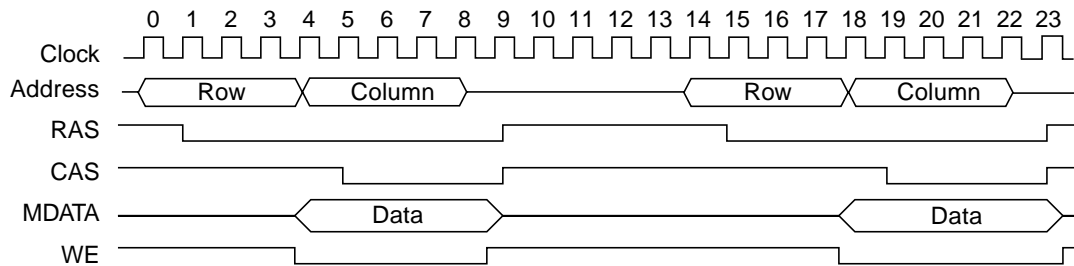 0 1 2 3 4 5 6 7 8 9 10 11 12 13 14 15 16 17 18 19 20 21 22 23
Clock
Address Row Column Row Column
RAS
CAS
MDATA Data Data
WE